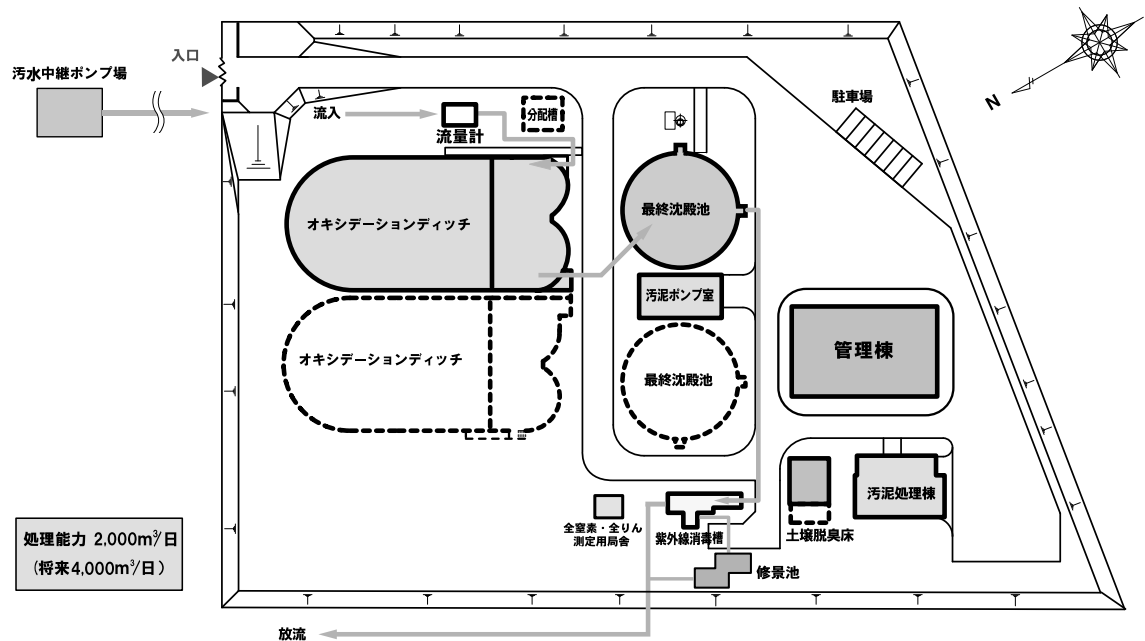 入口
汚水中継ポンプ場
流入
流量計
分配槽
駐車場
N
オキシデーションディッチ
最終沈殿池
汚泥ポンプ室
オキシデーションディッチ
最終沈殿池
管理棟
汚泥処理棟
全窒素・全りん
測定用局舎
紫外線消毒槽
土壌脱臭床
修景池
処理能力 2,000m³/日
(将来4,000m³/日)
放流